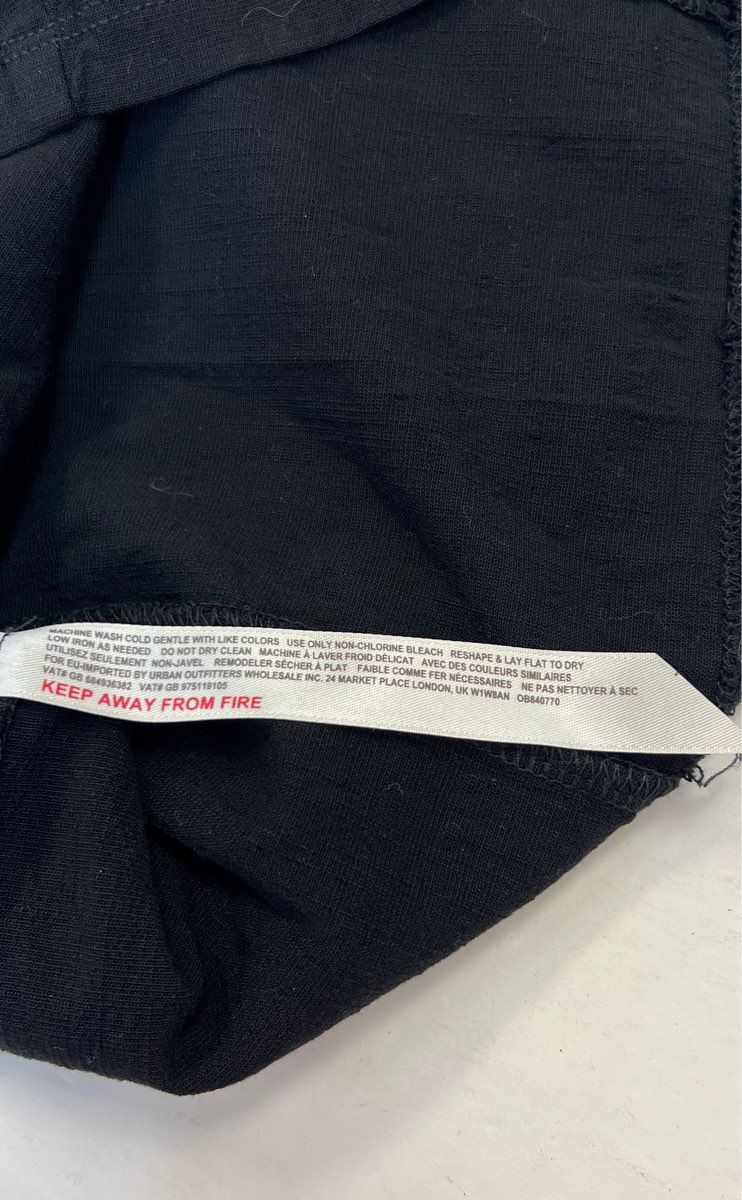 MACHINE WASH COLD GENTLE WITH LIKE COLORS USE ONLY NON-CHLORINE BLEACH RESHAPE & LAY FLAT TO DRY
LOW IRON AS NEEDED DO NOT DRY CLEAN MACHINE À LAVER FROID DÉLICAT AVEC DES COULEURS SIMILAIRES
UTILISEZ SEULEMENT NON-JAVEL REMODELER SÉCHER À PLAT FAIBLE COMME FER NÉCESSAIRES NE PAS NETTOYER À SEC
FOR EU-IMPORTED BY URBAN OUTFITTERS WHOLESALE INC. 24 MARKET PLACE LONDON, UK W1W8AN OB840770
VAT# GB 684936382 VAT# GB 975119105
KEEP AWAY FROM FIRE